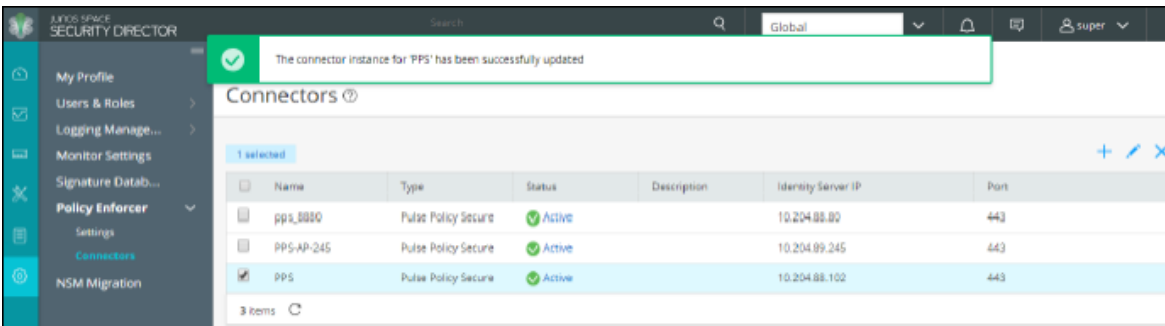 JUNOS SPACE
SECURITY DIRECTOR
Search
Global
super
The connector instance for 'PPS' has been successfully updated
My Profile
Users & Roles
Logging Manage...
Monitor Settings
Signature Datab...
Policy Enforcer
Settings
Connectors
NSM Migration
Connectors
1 selected
Name Type Status Description Identity Server IP Port
pps_8880 Pulse Policy Secure Active 10.204.88.80 443
PPS-AP-245 Pulse Policy Secure Active 10.204.89.245 443
PPS Pulse Policy Secure Active 10.204.88.102 443
3 items